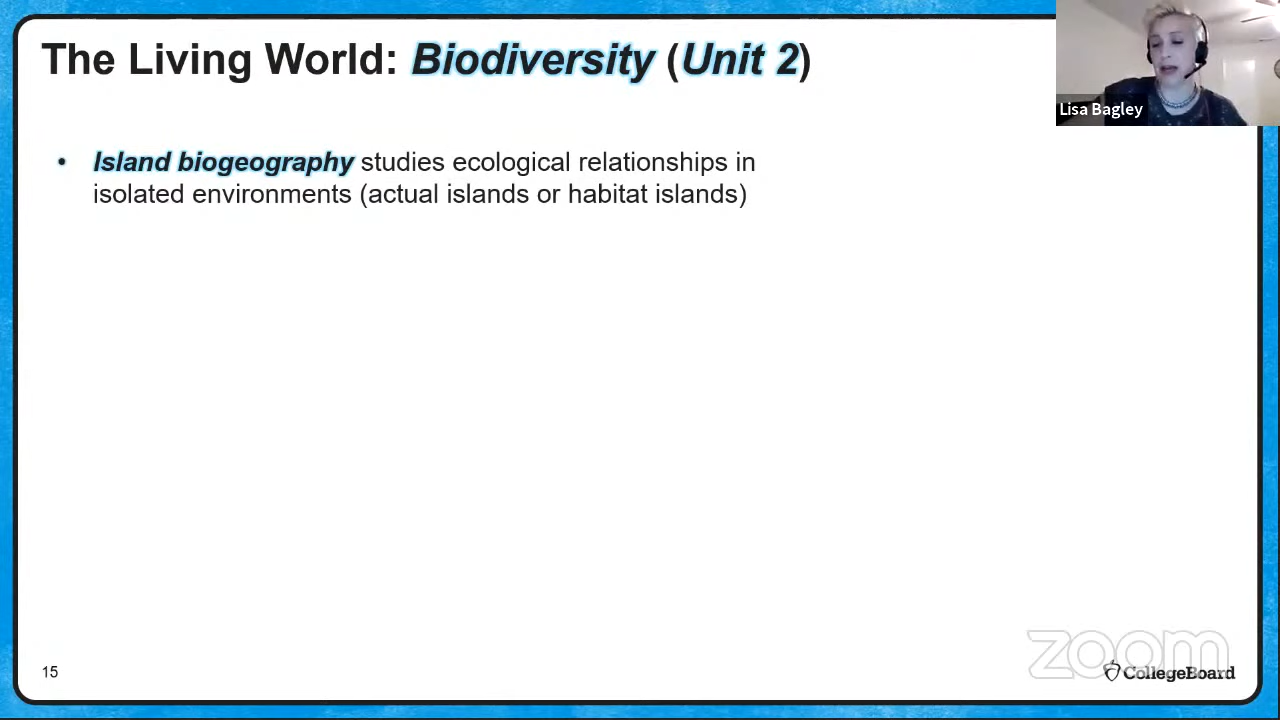 The Living World: Biodiversity (Unit 2)
Lisa Bagley
• Island biogeography studies ecological relationships in
isolated environments (actual islands or habitat islands)
zoom
15
CollegeBoard